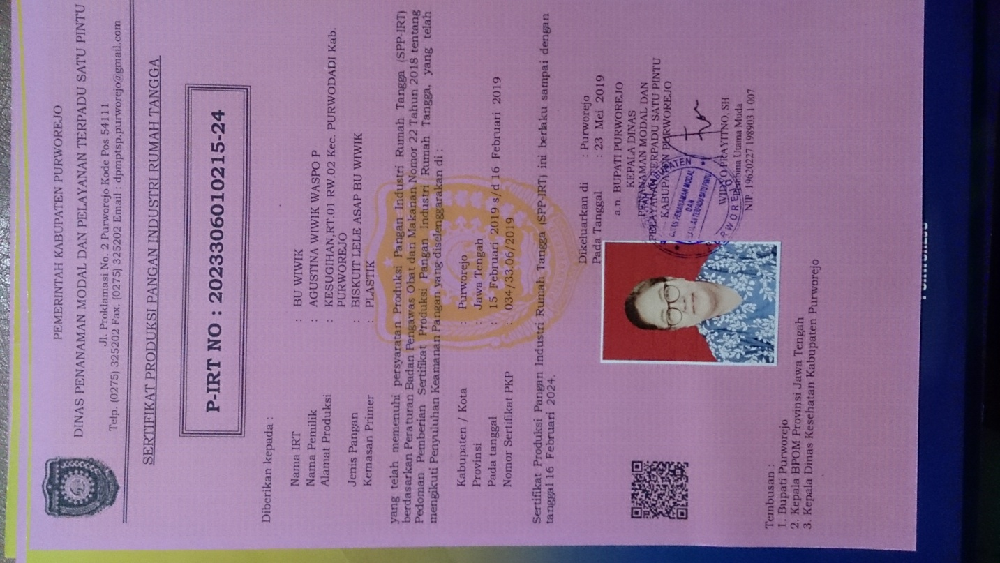 PEMERINTAH KABUPATEN PURWOREJO
DINAS PENANAMAN MODAL DAN PELAYANAN TERPADU SATU PINTU
Jl. Proklamasi No. 2 Purworejo Kode Pos 54111
Telp. (0275) 325202 Fax. (0275) 325202 Email : dpmptsp.purworejo@gmail.com
SERTIFIKAT PRODUKSI PANGAN INDUSTRI RUMAH TANGGA
P-IRT NO : 2023306010215-24
Diberikan kepada :
Nama IRT : BU WIWIK
Nama Pemilik : AGUSTINA WIWIK WASPO P
Alamat Produksi : KESUGIHAN,RT.01 RW.02 Kec. PURWODADI Kab.
PURWOREJO
Jenis Pangan : BISKUIT LELE ASAP BU WIWIK
Kemasan Primer : PLASTIK
yang telah memenuhi persyaratan Produksi Pangan Industri Rumah Tangga (SPP-IRT)
berdasarkan Peraturan Badan Pengawas Obat dan Makanan Nomor 22 Tahun 2018 tentang
Pedoman Pemberian Sertifikat Produksi Pangan Industri Rumah Tangga, yang telah
mengikuti Penyuluhan Keamanan Pangan yang diselenggarakan di :
Kabupaten / Kota : Purworejo
Provinsi : Jawa Tengah
Pada tanggal : 15 Februari 2019 s/d 16 Februari 2019
Nomor Sertifikat PKP : 034/33.06/2019
Sertifikat Produksi Pangan Industri Rumah Tangga (SPP-IRT) ini berlaku sampai dengan
tanggal 16 Februari 2024.
Dikeluarkan di : Purworejo
Pada Tanggal : 23 Mei 2019
a.n. BUPATI PURWOREJO
KEPALA DINAS
PENANAMAN MODAL DAN
PELAYANAN TERPADU SATU PINTU
KABUPATEN PURWOREJO
PRAYITNO, SH
Pembina Utama Muda
NIP. 19620227 198903 1 007
Tembusan :
1. Bupati Purworejo
2. Kepala BPOM Provinsi Jawa Tengah
3. Kepala Dinas Kesehatan Kabupaten Purworejo